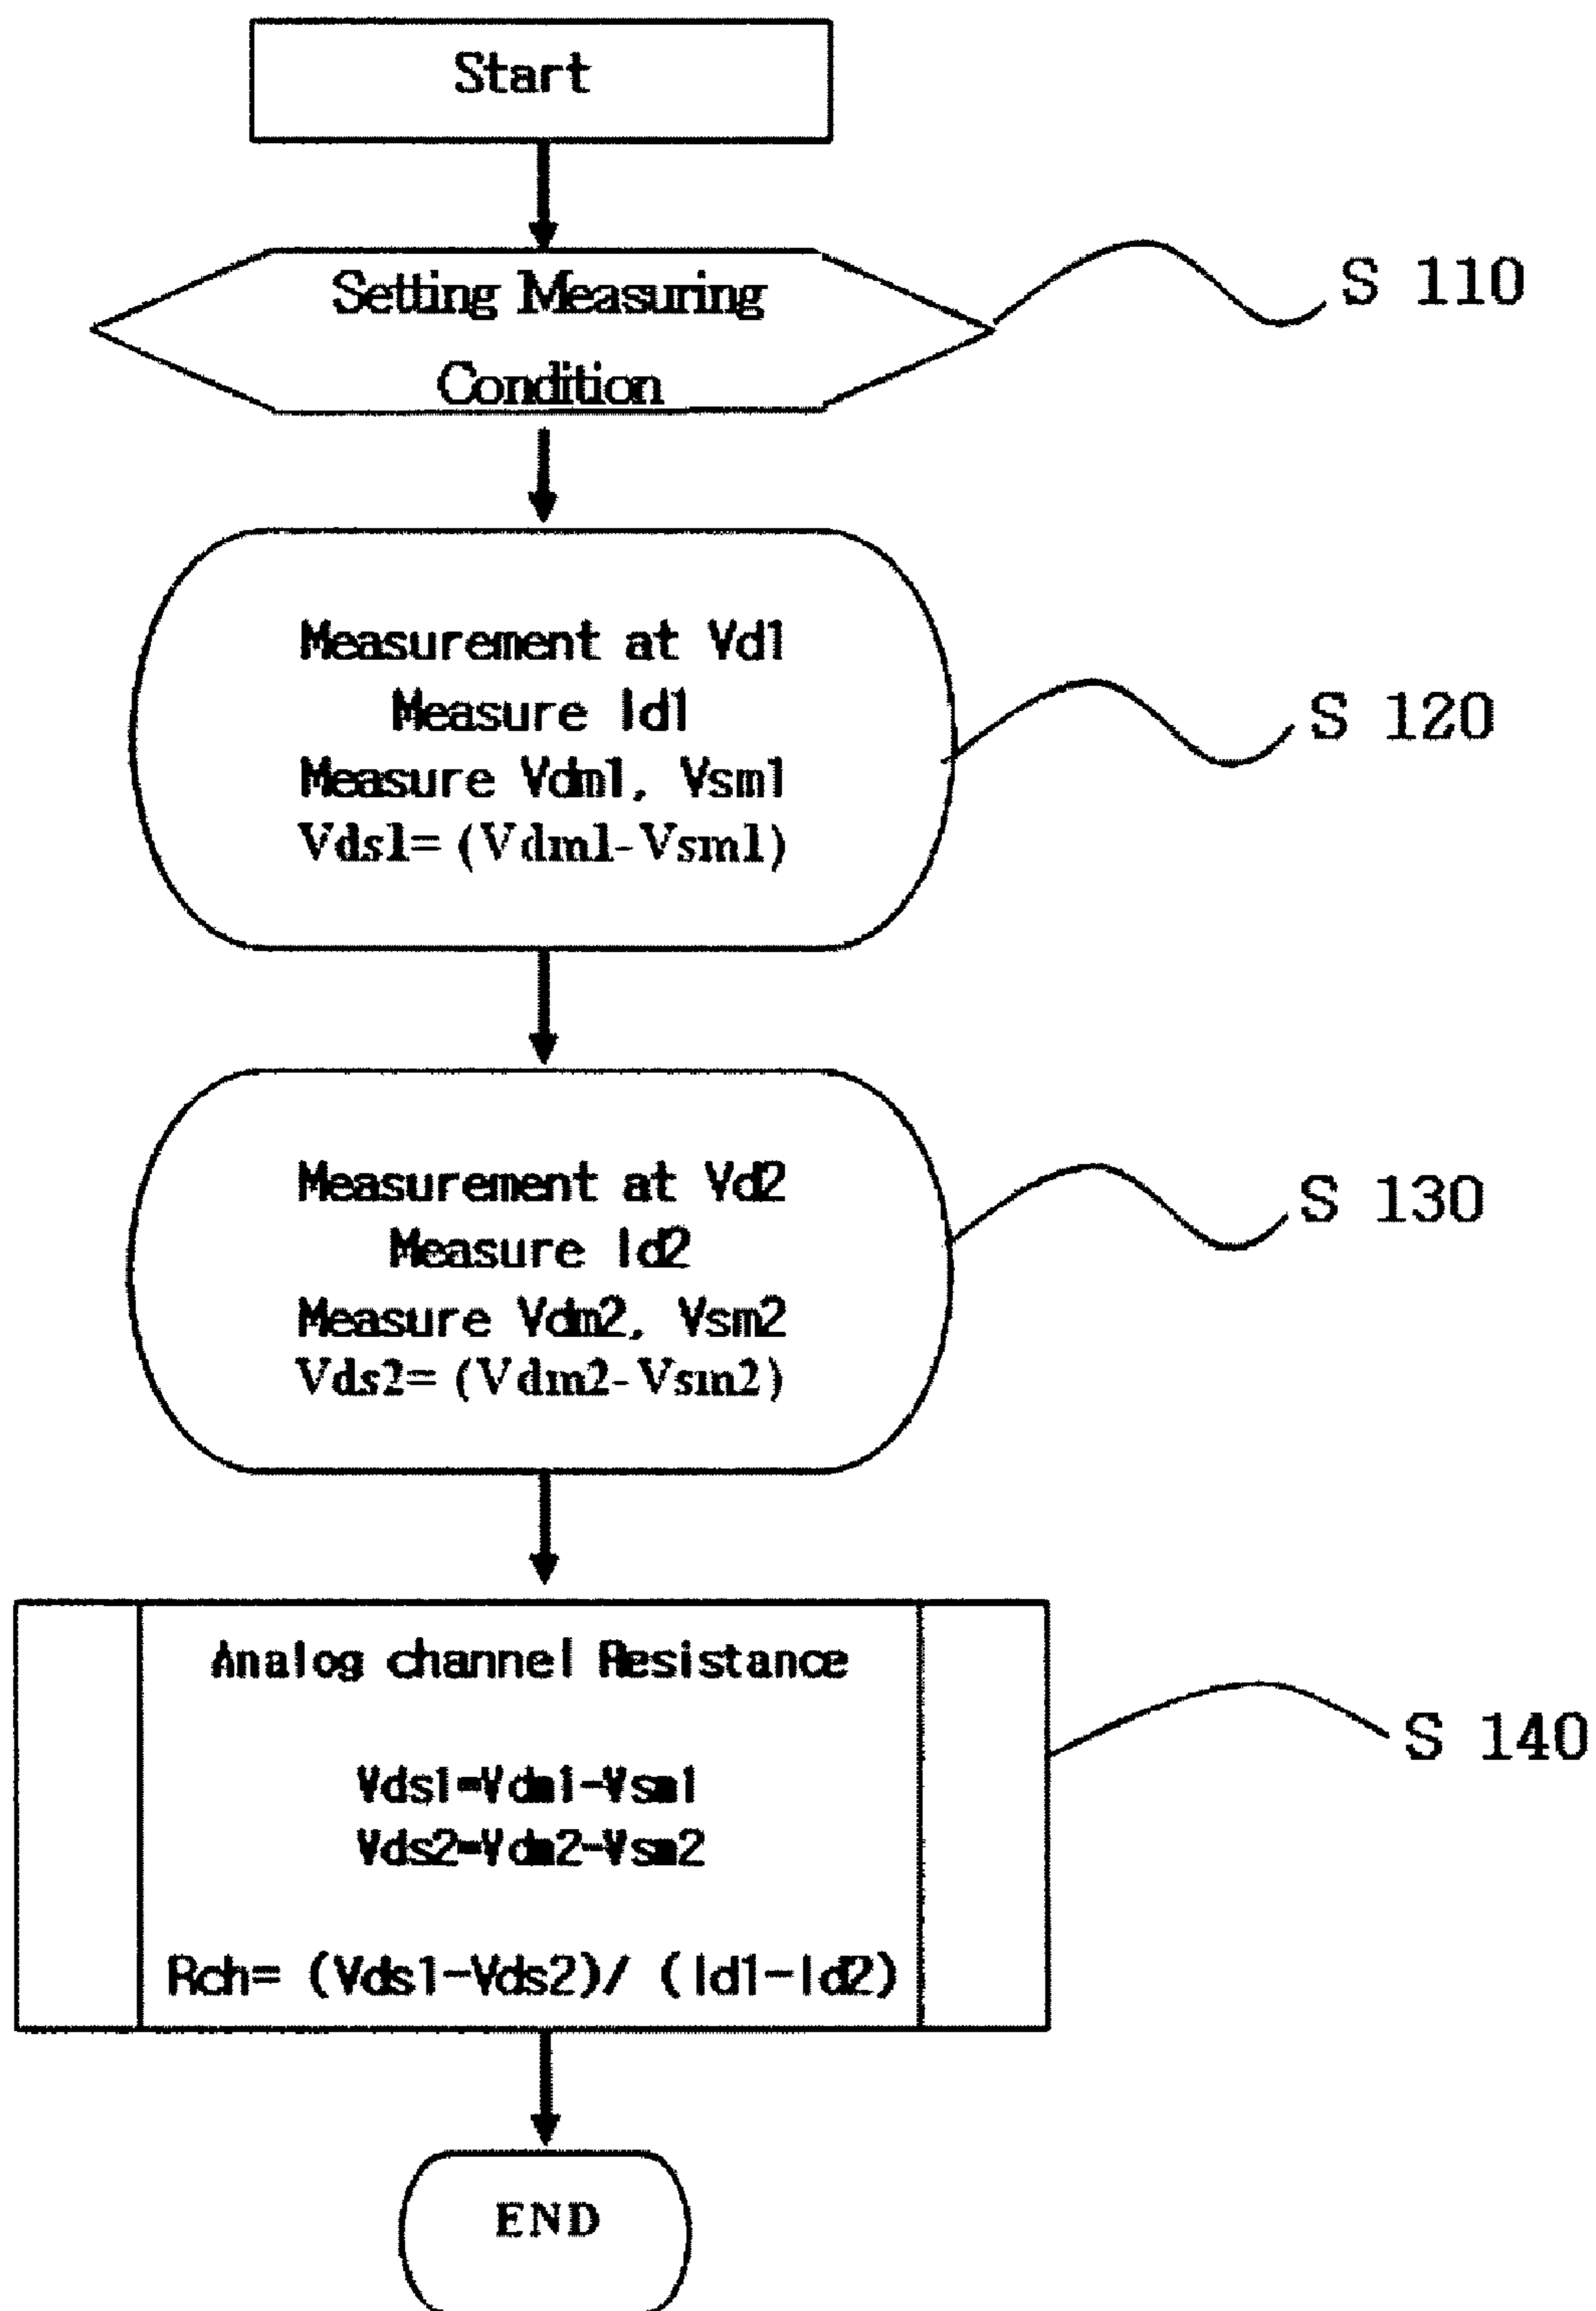 Start
Setting Measuring
Condition
S 110
Measurement at Vd1
Measure Id1
Measure Vdm1, Vsm1
Vds1= (Vdm1-Vsm1)
S 120
Measurement at Vd2
Measure Id2
Measure Vdm2, Vsm2
Vds2= (Vdm2-Vsm2)
S 130
Analog channel Resistance
Vds1=Vdm1-Vsm1
Vds2=Vdm2-Vsm2
Rch= (Vds1-Vds2)/ (Id1-Id2)
S 140
END